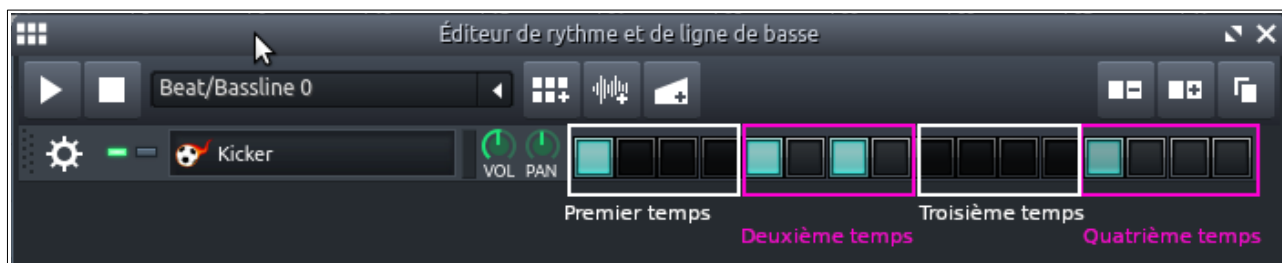 Éditeur de rythme et de ligne de basse
Beat/Bassline 0
Kicker
VOL PAN
Premier temps
Troisième temps
Deuxième temps
Quatrième temps